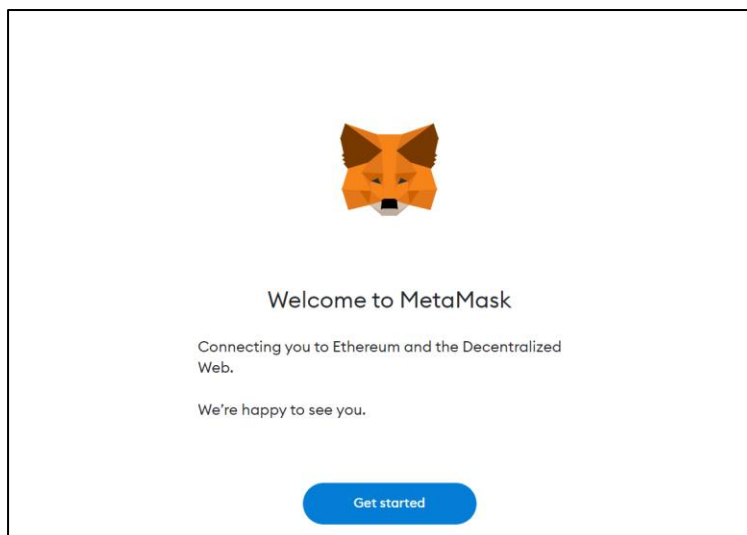 Welcome to MetaMask
Connecting you to Ethereum and the Decentralized
Web.
We're happy to see you.
Get started